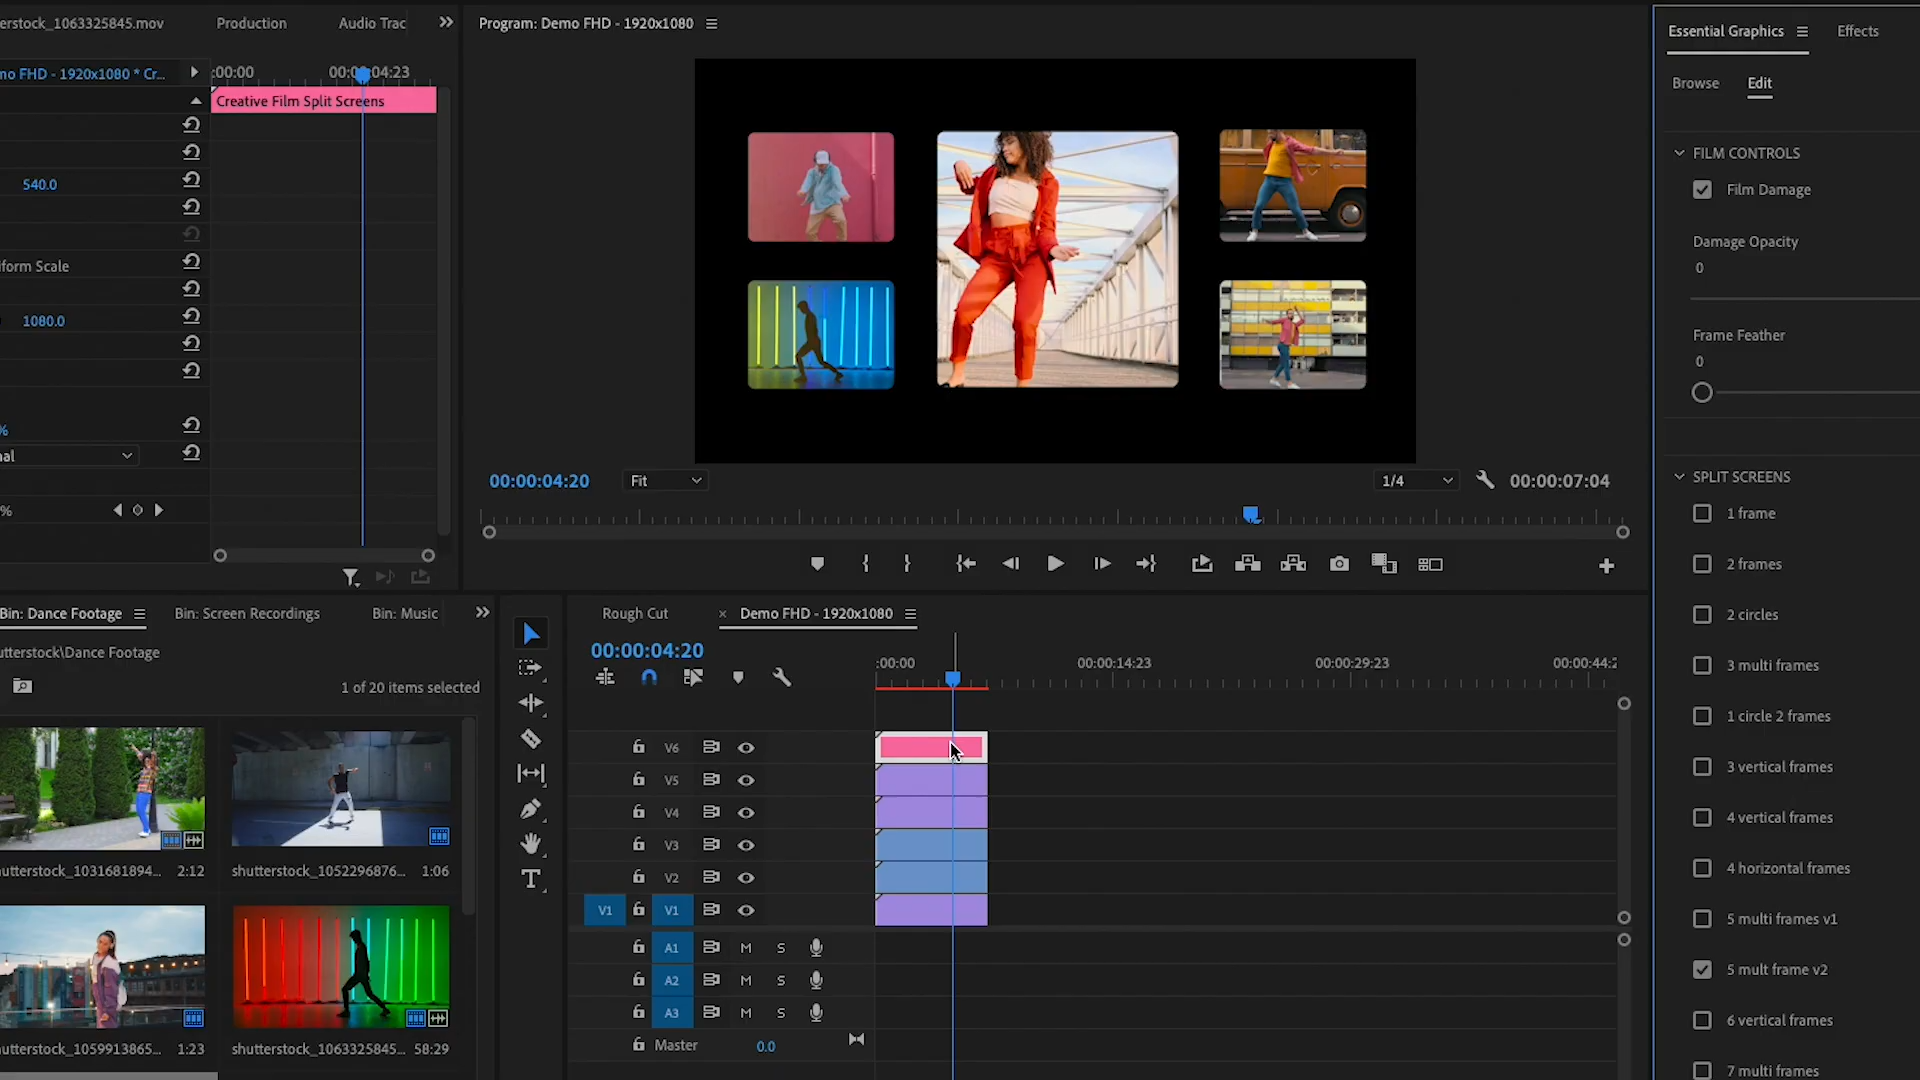 erstock_1063325845.mov
Production
Audio Trac
Program: Demo FHD - 1920x1080
Essential Graphics
Effects
mo FHD - 1920x1080 * Cr...
:00:00
00:00:04:23
Browse
Edit
Creative Film Split Screens
FILM CONTROLS
540.0
Film Damage
Damage Opacity
0
iform Scale
1080.0
Frame Feather
0
%
nal
00:00:04:20
Fit
1/4
00:00:07:04
SPLIT SCREENS
%
1 frame
2 frames
Bin: Dance Footage
Bin: Screen Recordings
Bin: Music
Rough Cut
× Demo FHD - 1920x1080
2 circles
utterstock\Dance Footage
00:00:04:20
:00:00
00:00:14:23
00:00:29:23
00:00:44:2
3 multi frames
1 of 20 items selected
1 circle 2 frames
V6
3 vertical frames
V5
V4
4 vertical frames
V3
hutterstock_1031681894...
2:12
shutterstock_1052296876...
1:06
V2
4 horizontal frames
V1
V1
5 multi frames v1
A1
M
S
5 mult frame v2
A2
M
S
A3
M
S
6 vertical frames
Master
0.0
hutterstock_1059913865...
1:23
shutterstock_1063325845...
58:29
7 multi frames